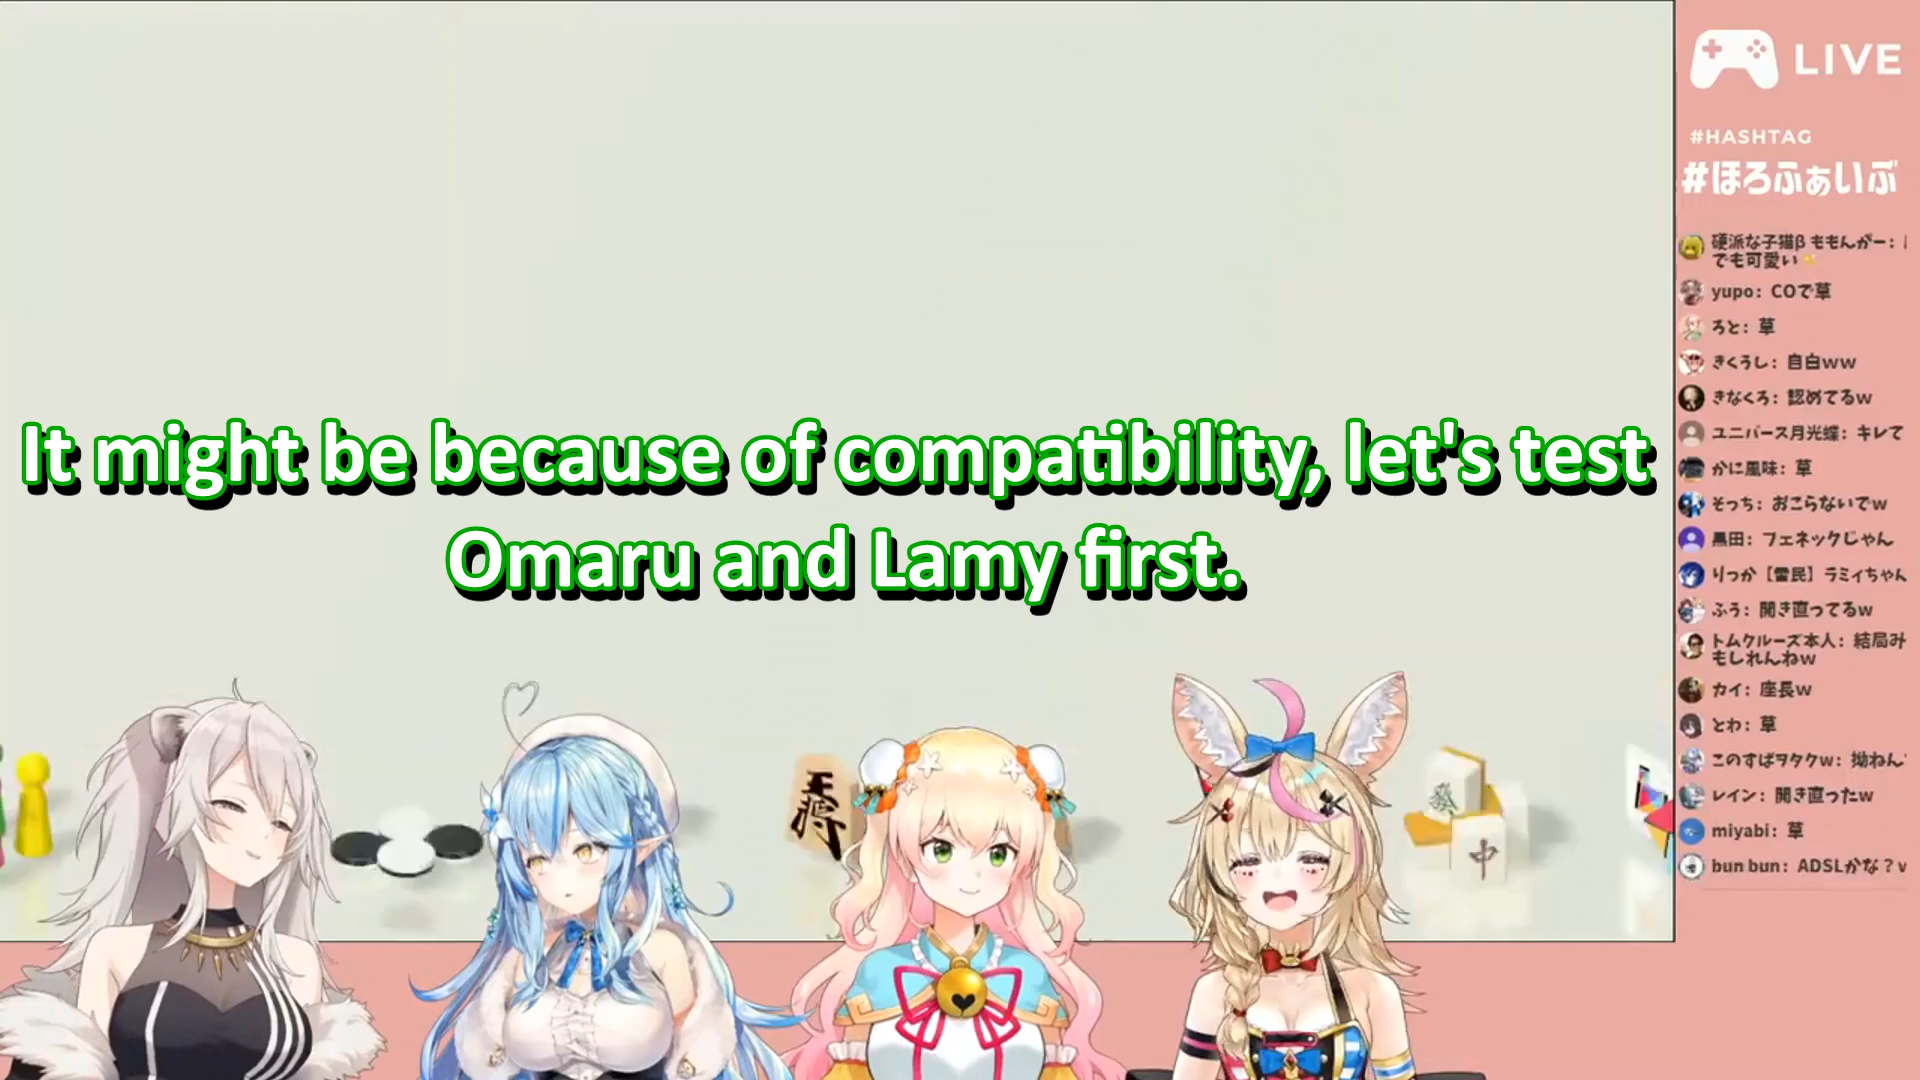 LIVE
#HASHTAG
#ほろふぁいぶ
It might be because of compatibility, let's test
Omaru and Lamy first.
硬派な子猫β ももんがー:
でも可愛い
yupo: COで草
ろと: 草
きくうし: 自白ww
きなくろ: 認めてるw
ユニバース月光蝶: キレて
かに風味: 草
そっち: おこらないでw
黒田: フェネックじゃん
りっか【雪民】ラミィちゃん
ふう: 開き直ってるw
トムクルーズ本人: 結局み
もしれんねw
カイ: 座長w
とわ: 草
このすばヲタクw: 拗ねん
レイン: 開き直ったw
miyabi: 草
bun bun: ADSLかな?
中